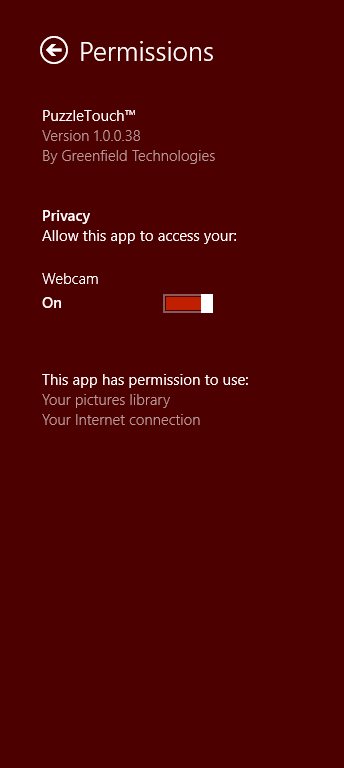 Permissions
PuzzleTouch™
Version 1.0.0.38
By Greenfield Technologies
Privacy
Allow this app to access your:
Webcam
On
This app has permission to use:
Your pictures library
Your Internet connection